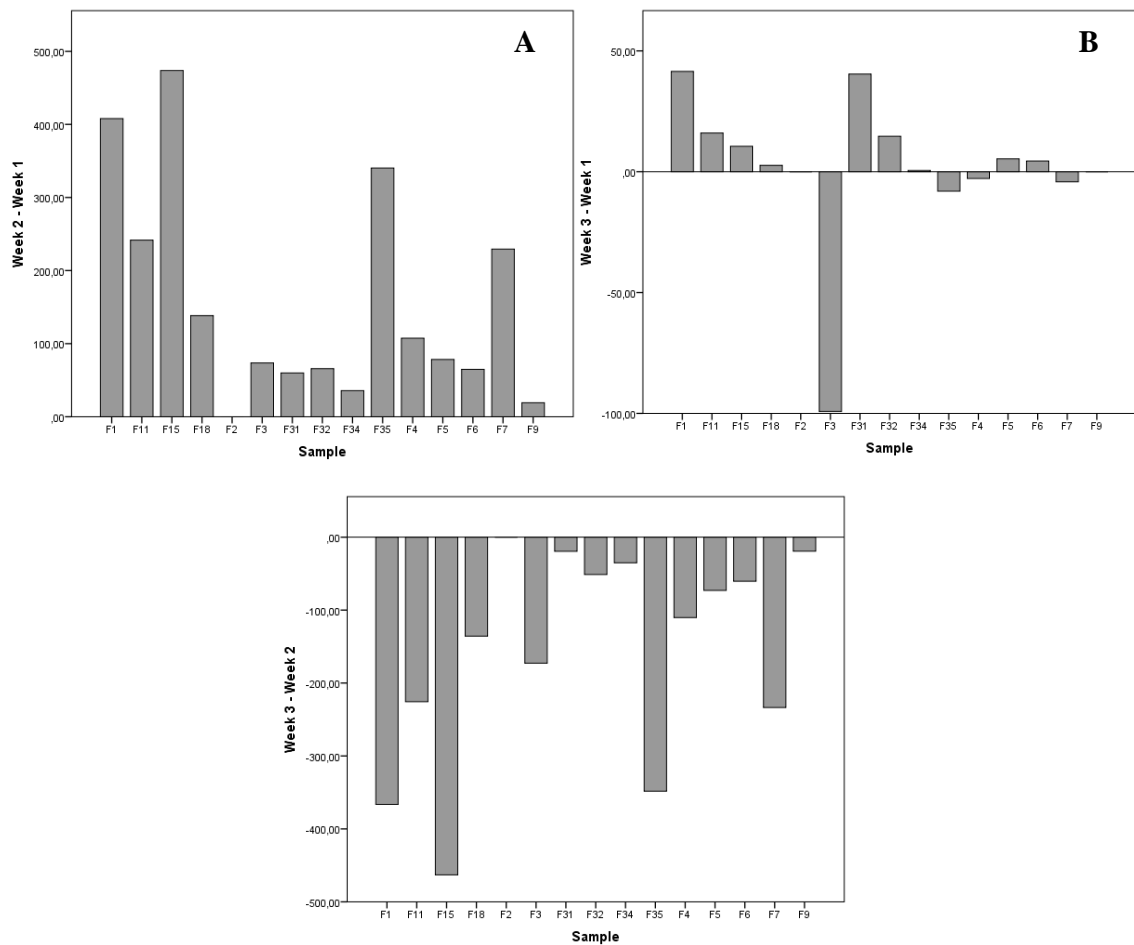 A
Week 2 - Week 1
500,00
400,00
300,00
200,00
100,00
,00
F1 F11 F15 F18 F2 F3 F31 F32 F34 F35 F4 F5 F6 F7 F9
Sample
B
Week 3 - Week 1
50,00
,00
-50,00
-100,00
F1 F11 F15 F18 F2 F3 F31 F32 F34 F35 F4 F5 F6 F7 F9
Sample
Week 3 - Week 2
,00
-100,00
-200,00
-300,00
-400,00
-500,00
F1 F11 F15 F18 F2 F3 F31 F32 F34 F35 F4 F5 F6 F7 F9
Sample